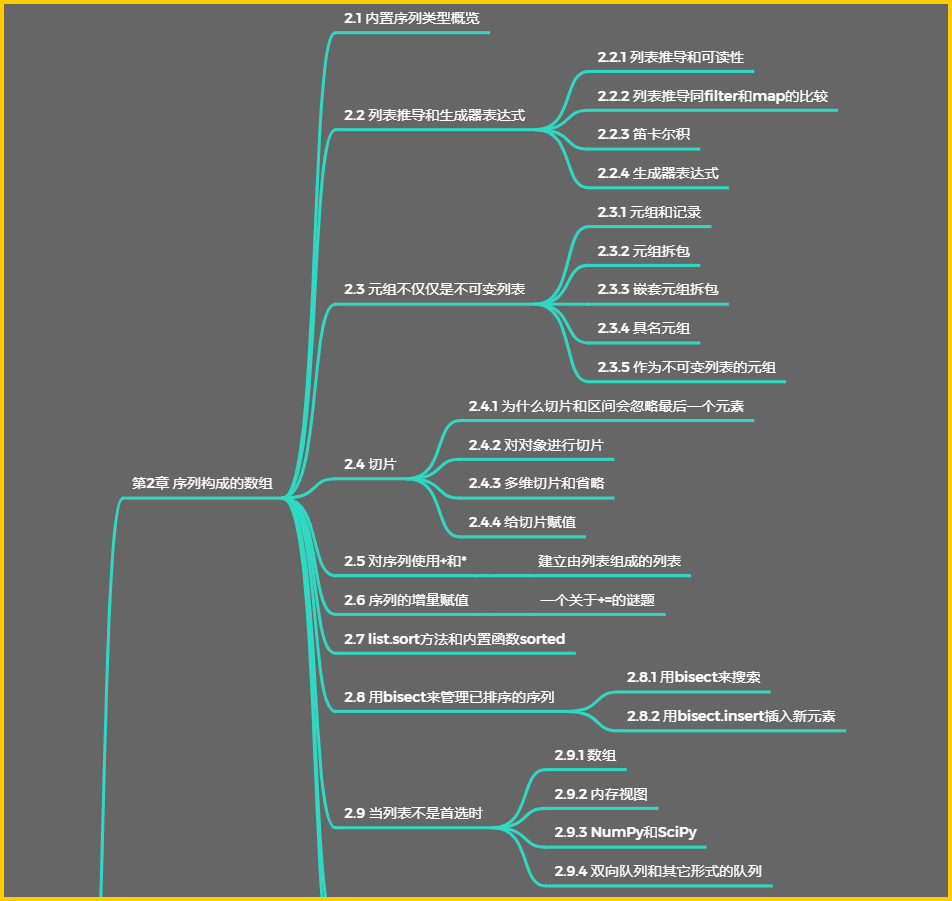 2.1 内置序列类型概览
2.2.1 列表推导和可读性
2.2.2 列表推导同filter和map的比较
2.2 列表推导和生成器表达式
2.2.3 笛卡尔积
2.2.4 生成器表达式
2.3.1 元组和记录
2.3.2 元组拆包
2.3 元组不仅仅是不可变列表
2.3.3 嵌套元组拆包
2.3.4 具名元组
2.3.5 作为不可变列表的元组
2.4.1 为什么切片和区间会忽略最后一个元素
2.4.2 对对象进行切片
2.4 切片
第2章 序列构成的数组
2.4.3 多维切片和省略
2.4.4 给切片赋值
2.5 对序列使用+和* 建立由列表组成的列表
2.6 序列的增量赋值 一个关于+=的谜题
2.7 list.sort方法和内置函数sorted
2.8.1 用bisect来搜索
2.8 用bisect来管理已排序的序列
2.8.2 用bisect.insert插入新元素
2.9.1 数组
2.9.2 内存视图
2.9 当列表不是首选时
2.9.3 NumPy和SciPy
2.9.4 双向队列和其它形式的队列